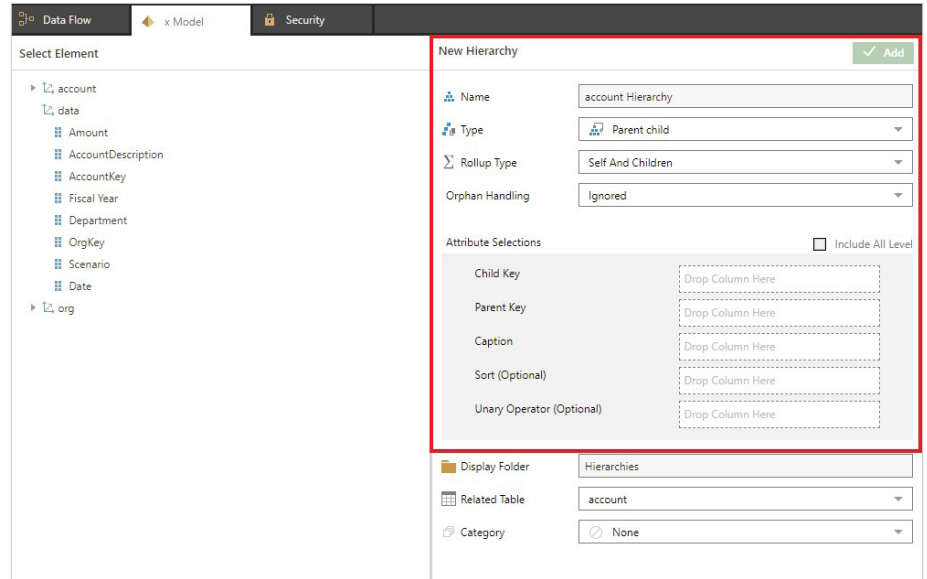 Data Flow
x Model
Security
Select Element
account
data
Amount
AccountDescription
AccountKey
Fiscal Year
Department
OrgKey
Scenario
Date
org
New Hierarchy
Add
Name
account Hierarchy
Type
Parent child
Rollup Type
Self And Children
Orphan Handling
Ignored
Attribute Selections
Include All Level
Child Key
Drop Column Here
Parent Key
Drop Column Here
Caption
Drop Column Here
Sort (Optional)
Drop Column Here
Unary Operator (Optional)
Drop Column Here
Display Folder
Hierarchies
Related Table
account
Category
None